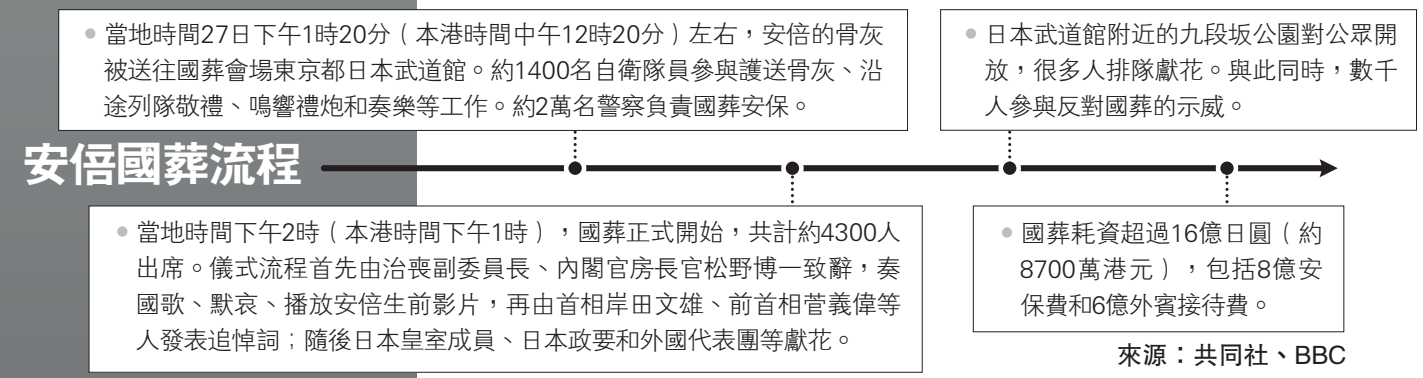 安倍國葬流程
當地時間27日下午1時20分（本港時間中午12時20分）左右，安倍的骨灰
被送往國葬會場東京都日本武道館。約1400名自衛隊員參與護送骨灰、沿
途列隊敬禮、鳴響禮炮和奏樂等工作。約2萬名警察負責國葬安保。
當地時間下午2時（本港時間下午1時），國葬正式開始，共計約4300人
出席。儀式流程首先由治喪副委員長、內閣官房長官松野博一致辭，奏
國歌、默哀、播放安倍生前影片，再由首相岸田文雄、前首相菅義偉等
人發表追悼詞；隨後日本皇室成員、日本政要和外國代表團等獻花。
日本武道館附近的九段坂公園對公眾開
放，很多人排隊獻花。與此同時，數千
人參與反對國葬的示威。
國葬耗資超過16億日圓（約
8700萬港元），包括8億安
保費和6億外賓接待費。
來源：共同社、BBC